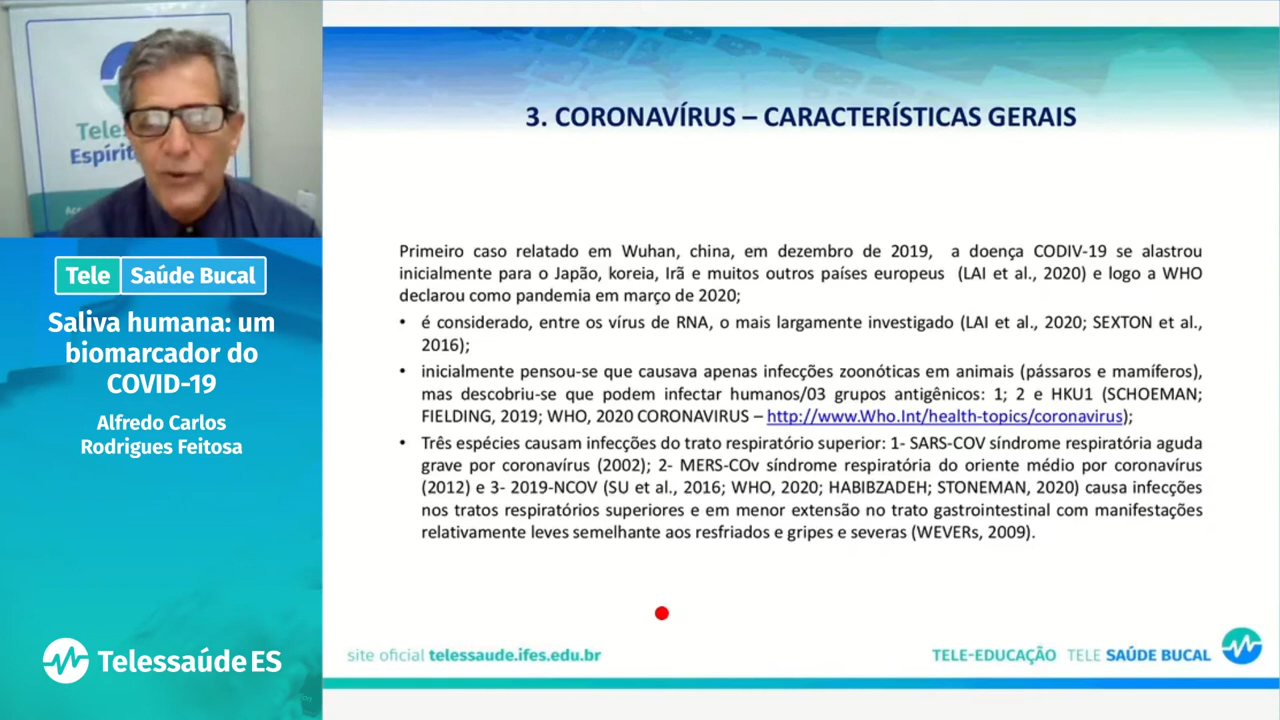 Teles
Espírit
Tele Saúde Bucal
Saliva humana: um
biomarcador do
COVID-19
Alfredo Carlos
Rodrigues Feitosa
Telessaúde ES
3. CORONAVÍRUS – CARACTERÍSTICAS GERAIS
Primeiro caso relatado em Wuhan, china, em dezembro de 2019, a doença CODIV-19 se alastrou
inicialmente para o Japão, koreia, Irã e muitos outros países europeus (LAI et al., 2020) e logo a WHO
declarou como pandemia em março de 2020;
• é considerado, entre os vírus de RNA, o mais largamente investigado (LAI et al., 2020; SEXTON et al.,
2016);
• inicialmente pensou-se que causava apenas infecções zoonóticas em animais (pássaros e mamíferos),
mas descobriu-se que podem infectar humanos/03 grupos antigênicos: 1; 2 e HKU1 (SCHOEMAN;
FIELDING, 2019; WHO, 2020 CORONAVIRUS – http://www.Who.Int/health-topics/coronavirus);
• Três espécies causam infecções do trato respiratório superior: 1- SARS-COV síndrome respiratória aguda
grave por coronavírus (2002); 2- MERS-COv síndrome respiratória do oriente médio por coronavírus
(2012) e 3- 2019-NCOV (SU et al., 2016; WHO, 2020; HABIBZADEH; STONEMAN, 2020) causa infecções
nos tratos respiratórios superiores e em menor extensão no trato gastrointestinal com manifestações
relativamente leves semelhante aos resfriados e gripes e severas (WEVERs, 2009).
site oficial telessaude.ifes.edu.br
TELE-EDUCAÇÃO TELE SAÚDE BUCAL